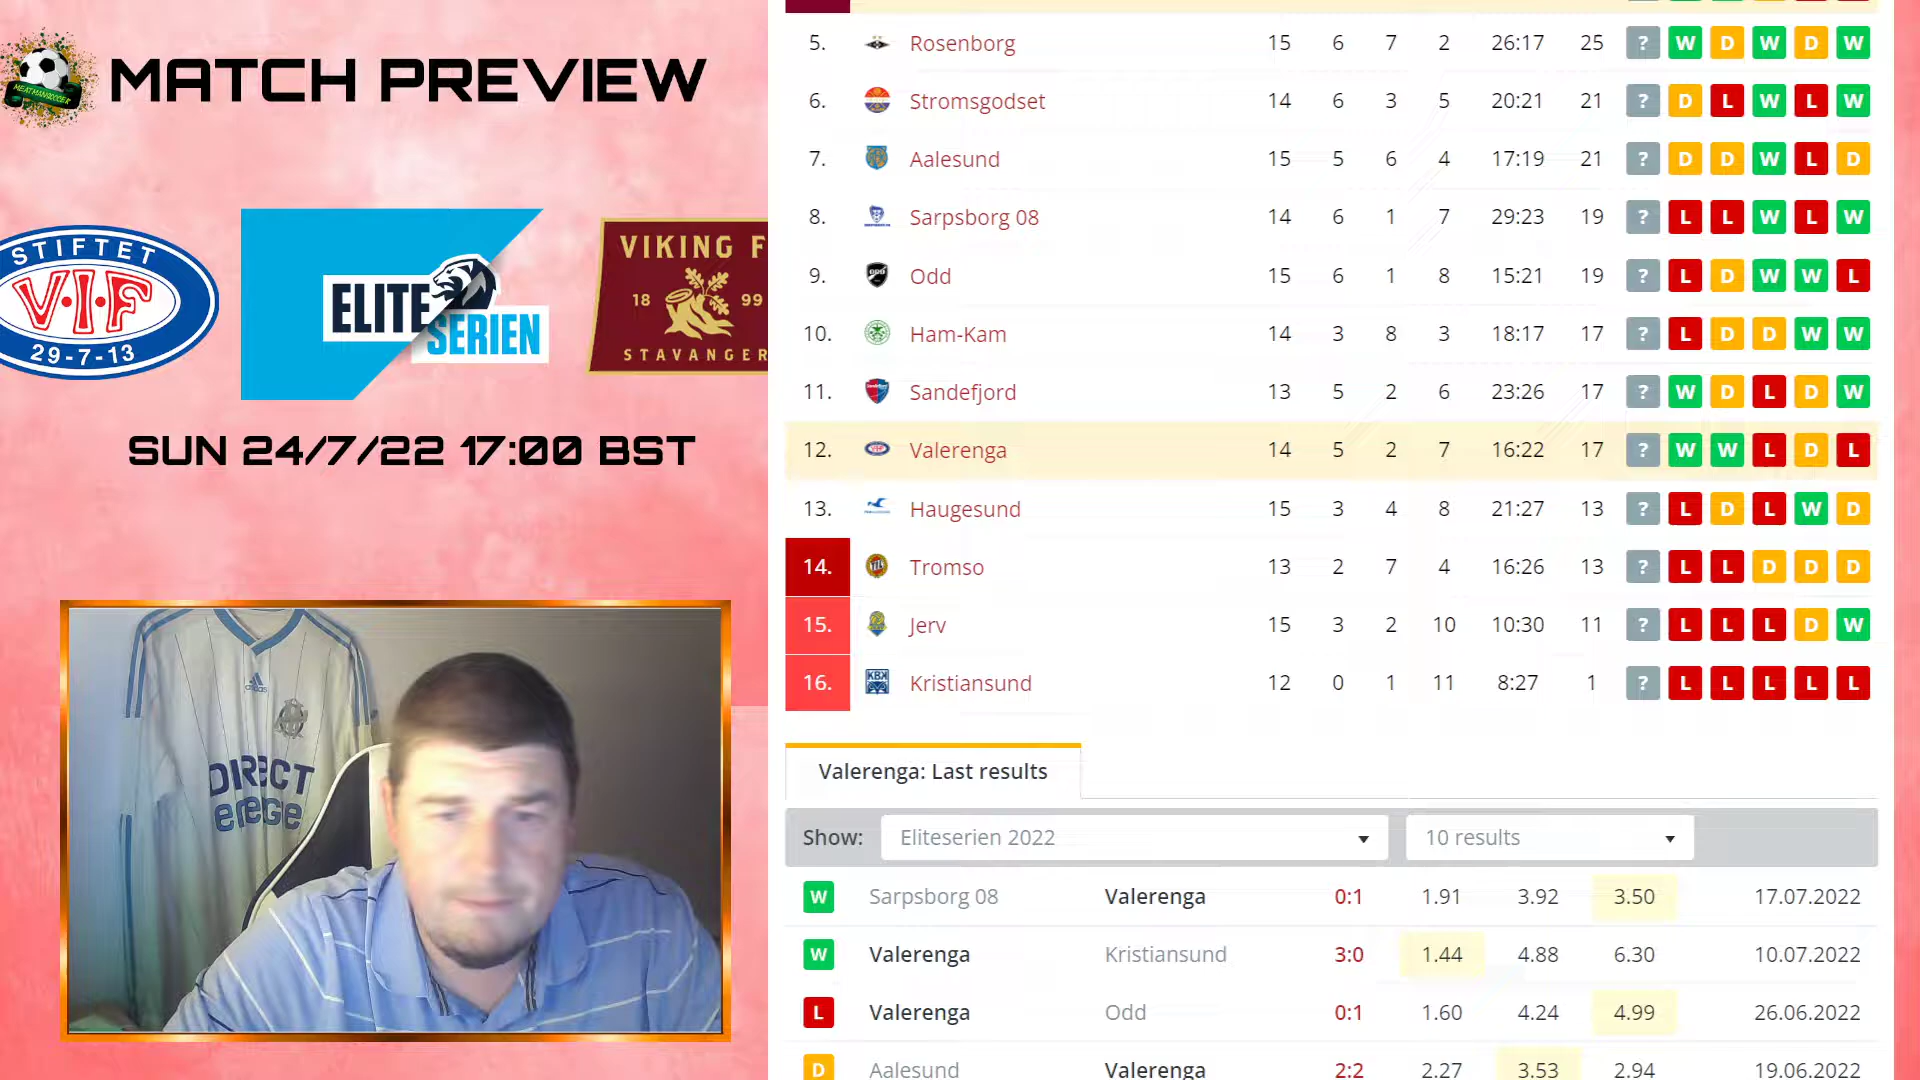 MEATMANSOCCER
MATCH PREVIEW
STIFTET
V·I·F
29-7-13
ELITE
SERIEN
VIKING F
18 99
STAVANGER
SUN 24/7/22 17:00 BST
adidas
DIRECT
energie
5. Rosenborg 15 6 7 2 26:17 25 ? W D W D W
6. Stromsgodset 14 6 3 5 20:21 21 ? D L W L W
7. Aalesund 15 5 6 4 17:19 21 ? D D W L D
8. Sarpsborg 08 14 6 1 7 29:23 19 ? L L W L W
9. Odd 15 6 1 8 15:21 19 ? L D W W L
10. Ham-Kam 14 3 8 3 18:17 17 ? L D D W W
11. Sandefjord 13 5 2 6 23:26 17 ? W D L D W
12. Valerenga 14 5 2 7 16:22 17 ? W W L D L
13. Haugesund 15 3 4 8 21:27 13 ? L D L W D
14. Tromso 13 2 7 4 16:26 13 ? L L D D D
15. Jerv 15 3 2 10 10:30 11 ? L L L D W
16. KBK Kristiansund 12 0 1 11 8:27 1 ? L L L L L
Valerenga: Last results
Show: Eliteserien 2022 10 results
W Sarpsborg 08 Valerenga 0:1 1.91 3.92 3.50 17.07.2022
W Valerenga Kristiansund 3:0 1.44 4.88 6.30 10.07.2022
L Valerenga Odd 0:1 1.60 4.24 4.99 26.06.2022
D Aalesund Valerenga 2:2 2.27 3.53 2.94 19.06.2022